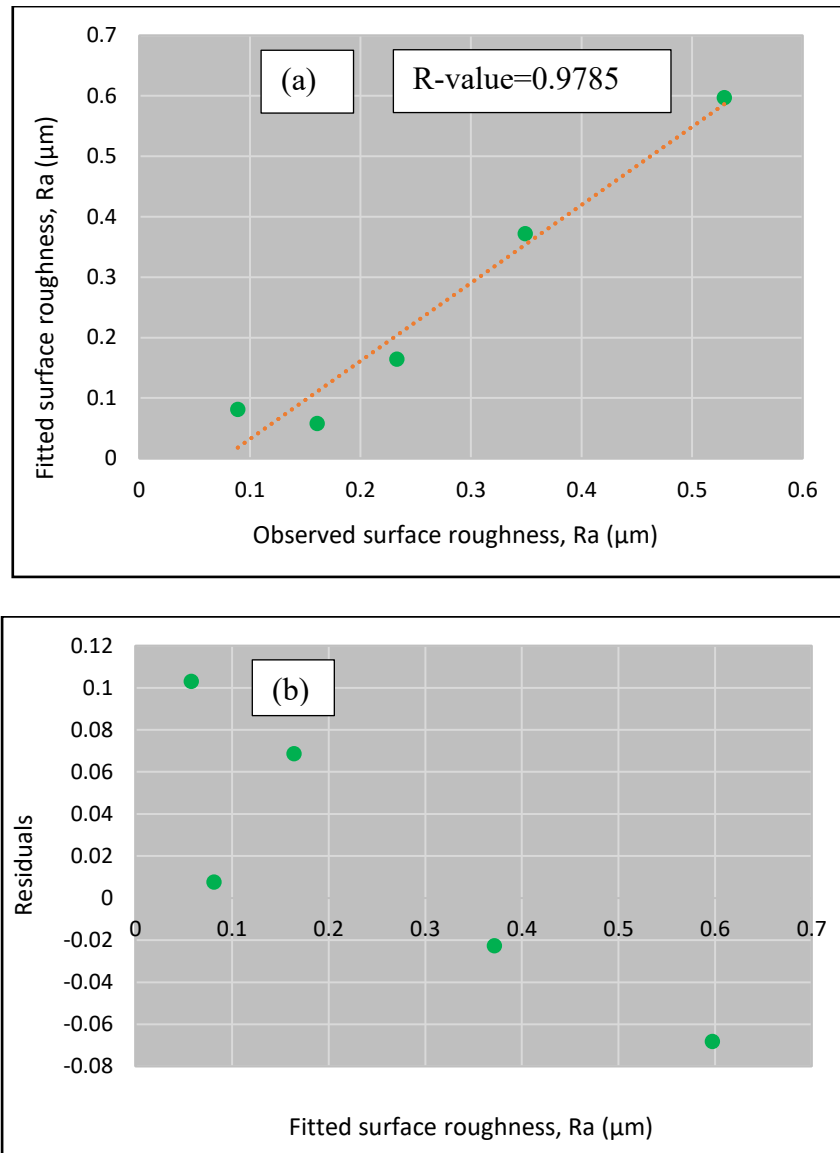 (a)
R-value=0.9785
0.7
0.6
0.5
0.4
0.3
0.2
0.1
0
0 0.1 0.2 0.3 0.4 0.5 0.6
Fitted surface roughness, Ra (µm)
Observed surface roughness, Ra (µm)
(b)
0.12
0.1
0.08
0.06
0.04
0.02
0
-0.02
-0.04
-0.06
-0.08
0 0.1 0.2 0.3 0.4 0.5 0.6 0.7
Residuals
Fitted surface roughness, Ra (µm)